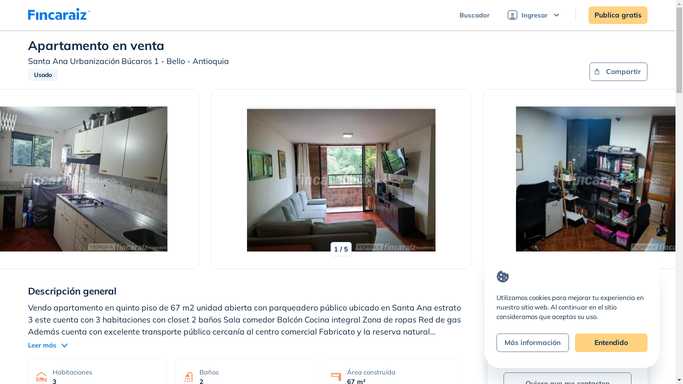 Fincaraiz
Buscador
Ingresar
Publica gratis
Apartamento en venta
Santa Ana Urbanización Búcaros 1 - Bello - Antioquia
Usado
Compartir
fincaraiz
fincaraiz
fincaraiz
fincaraiz
fincaraiz
1 / 5
Descripción general
Vendo apartamento en quinto piso de 67 m2 unidad abierta con parqueadero público ubicado en Santa Ana estrato
3 este cuenta con 3 habitaciones con closet 2 baños Sala comedor Balcón Cocina integral Zona de ropas Red de gas
Además cuenta con excelente transporte público cercanía al centro comercial Fabricato y la reserva natural...
Leer más
Habitaciones
3
Baños
2
Área construida
67 m²
Utilizamos cookies para mejorar tu experiencia en
nuestro sitio web. Al continuar en el sitio
consideramos que aceptas su uso.
Más información
Entendido
Quiero que me contacten